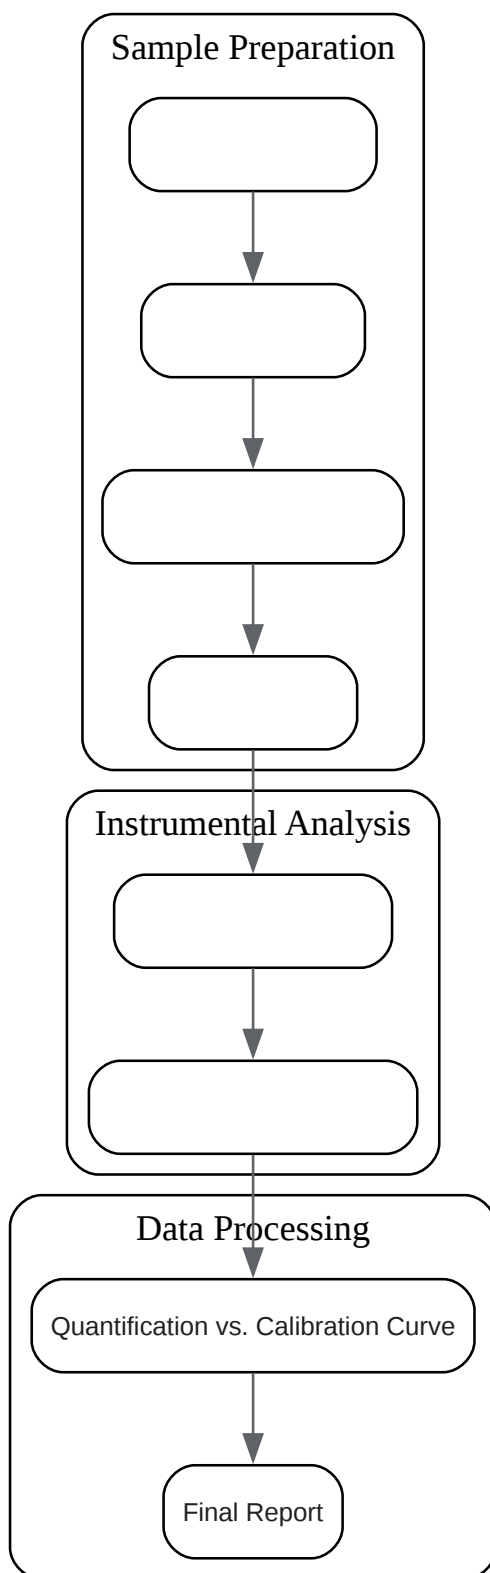 Sample Preparation
Instrumental Analysis
Data Processing
Quantification vs. Calibration Curve
Final Report